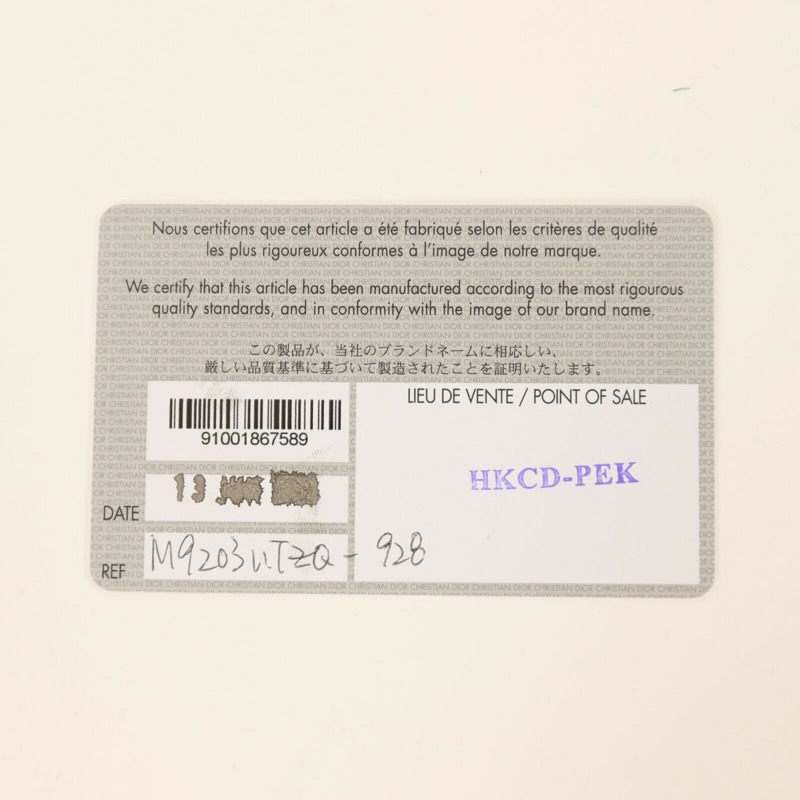 Nous certifions que cet article a été fabriqué selon les critères de qualité
les plus rigoureux conformes à l'image de notre marque.
We certify that this article has been manufactured according to the most rigourous
quality standards, and in conformity with the image of our brand name.
この製品が、当社のブランドネームに相応しい、
厳しい品質基準に基づいて製造されたことを証明いたします。
91001867589
LIEU DE VENTE / POINT OF SALE
HKCD-PEK
DATE 13
REF - 928
CHRISTIAN DIOR